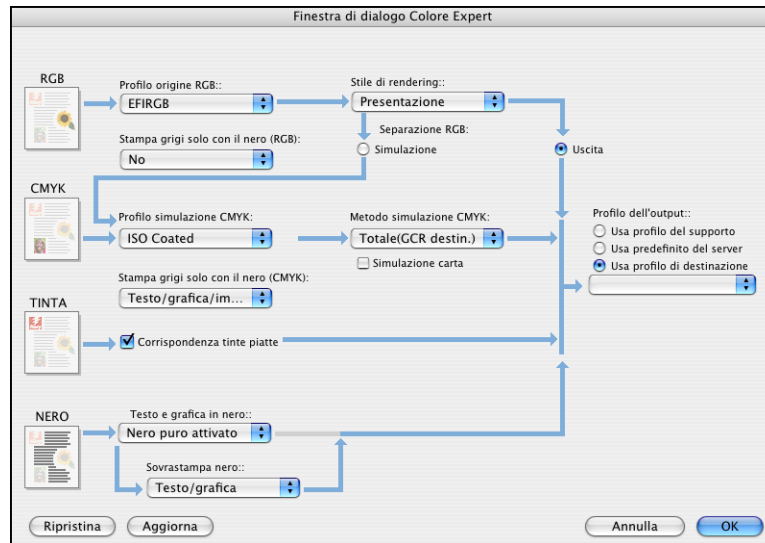 Finestra di dialogo Colore Expert
RGB
Profilo origine RGB::
EFIRGB
Stile di rendering::
Presentazione
Stampa grigi solo con il nero (RGB):
No
Separazione RGB:
Simulazione
Uscita
CMYK
Profilo simulazione CMYK:
ISO Coated
Metodo simulazione CMYK:
Totale(GCR destin.)
Simulazione carta
Stampa grigi solo con il nero (CMYK):
Testo/grafica/im...
Profilo dell'output::
Usa profilo del supporto
Usa predefinito del server
Usa profilo di destinazione
TINTA
Corrispondenza tinte piatte
NERO
Testo e grafica in nero::
Nero puro attivato
Sovrastampa nero::
Testo/grafica
Ripristina
Aggiorna
Annulla
OK